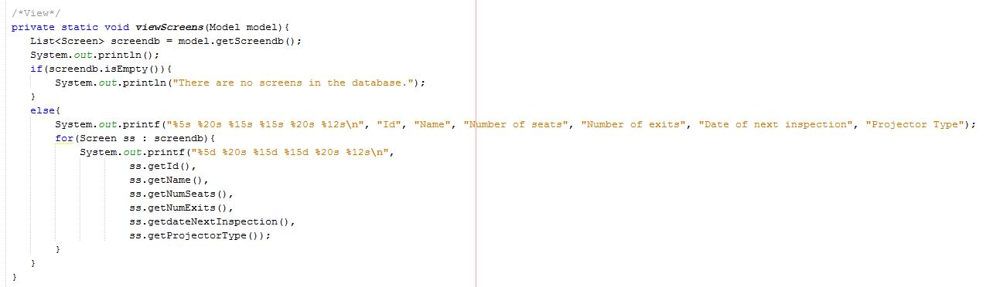 /*View*/
private static void viewScreens(Model model){
List<Screen> screendb = model.getScreendb();
System.out.println();
if(screendb.isEmpty()){
System.out.println("There are no screens in the database.");
}
else{
System.out.printf("%5s %20s %15s %15s %20s %12s\n", "Id", "Name", "Number of seats", "Number of exits", "Date of next inspection", "Projector Type");
for(Screen ss : screendb){
System.out.printf("%5d %20s %15d %15d %20s %12s\n",
ss.getId(),
ss.getName(),
ss.getNumSeats(),
ss.getNumExits(),
ss.getdateNextInspection(),
ss.getProjectorType());
}
}
}